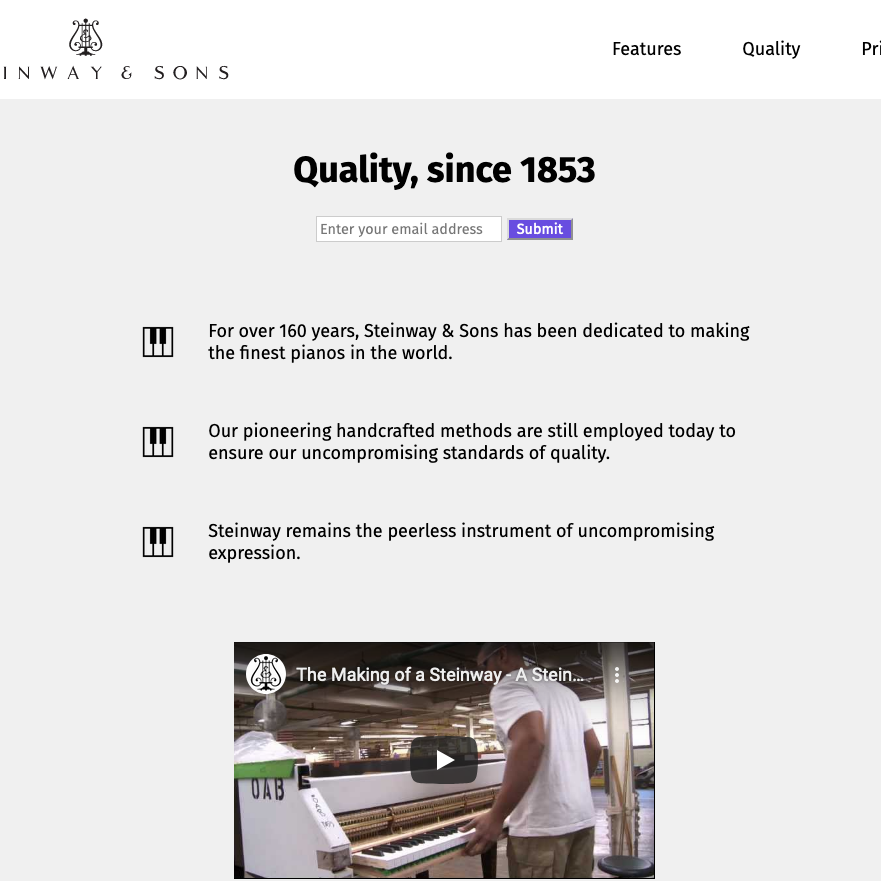 INWAY & SONS
Features
Quality
Pri
Quality, since 1853
Enter your email address
Submit
For over 160 years, Steinway & Sons has been dedicated to making
the finest pianos in the world.
Our pioneering handcrafted methods are still employed today to
ensure our uncompromising standards of quality.
Steinway remains the peerless instrument of uncompromising
expression.
The Making of a Steinway - A Stein...
OAB